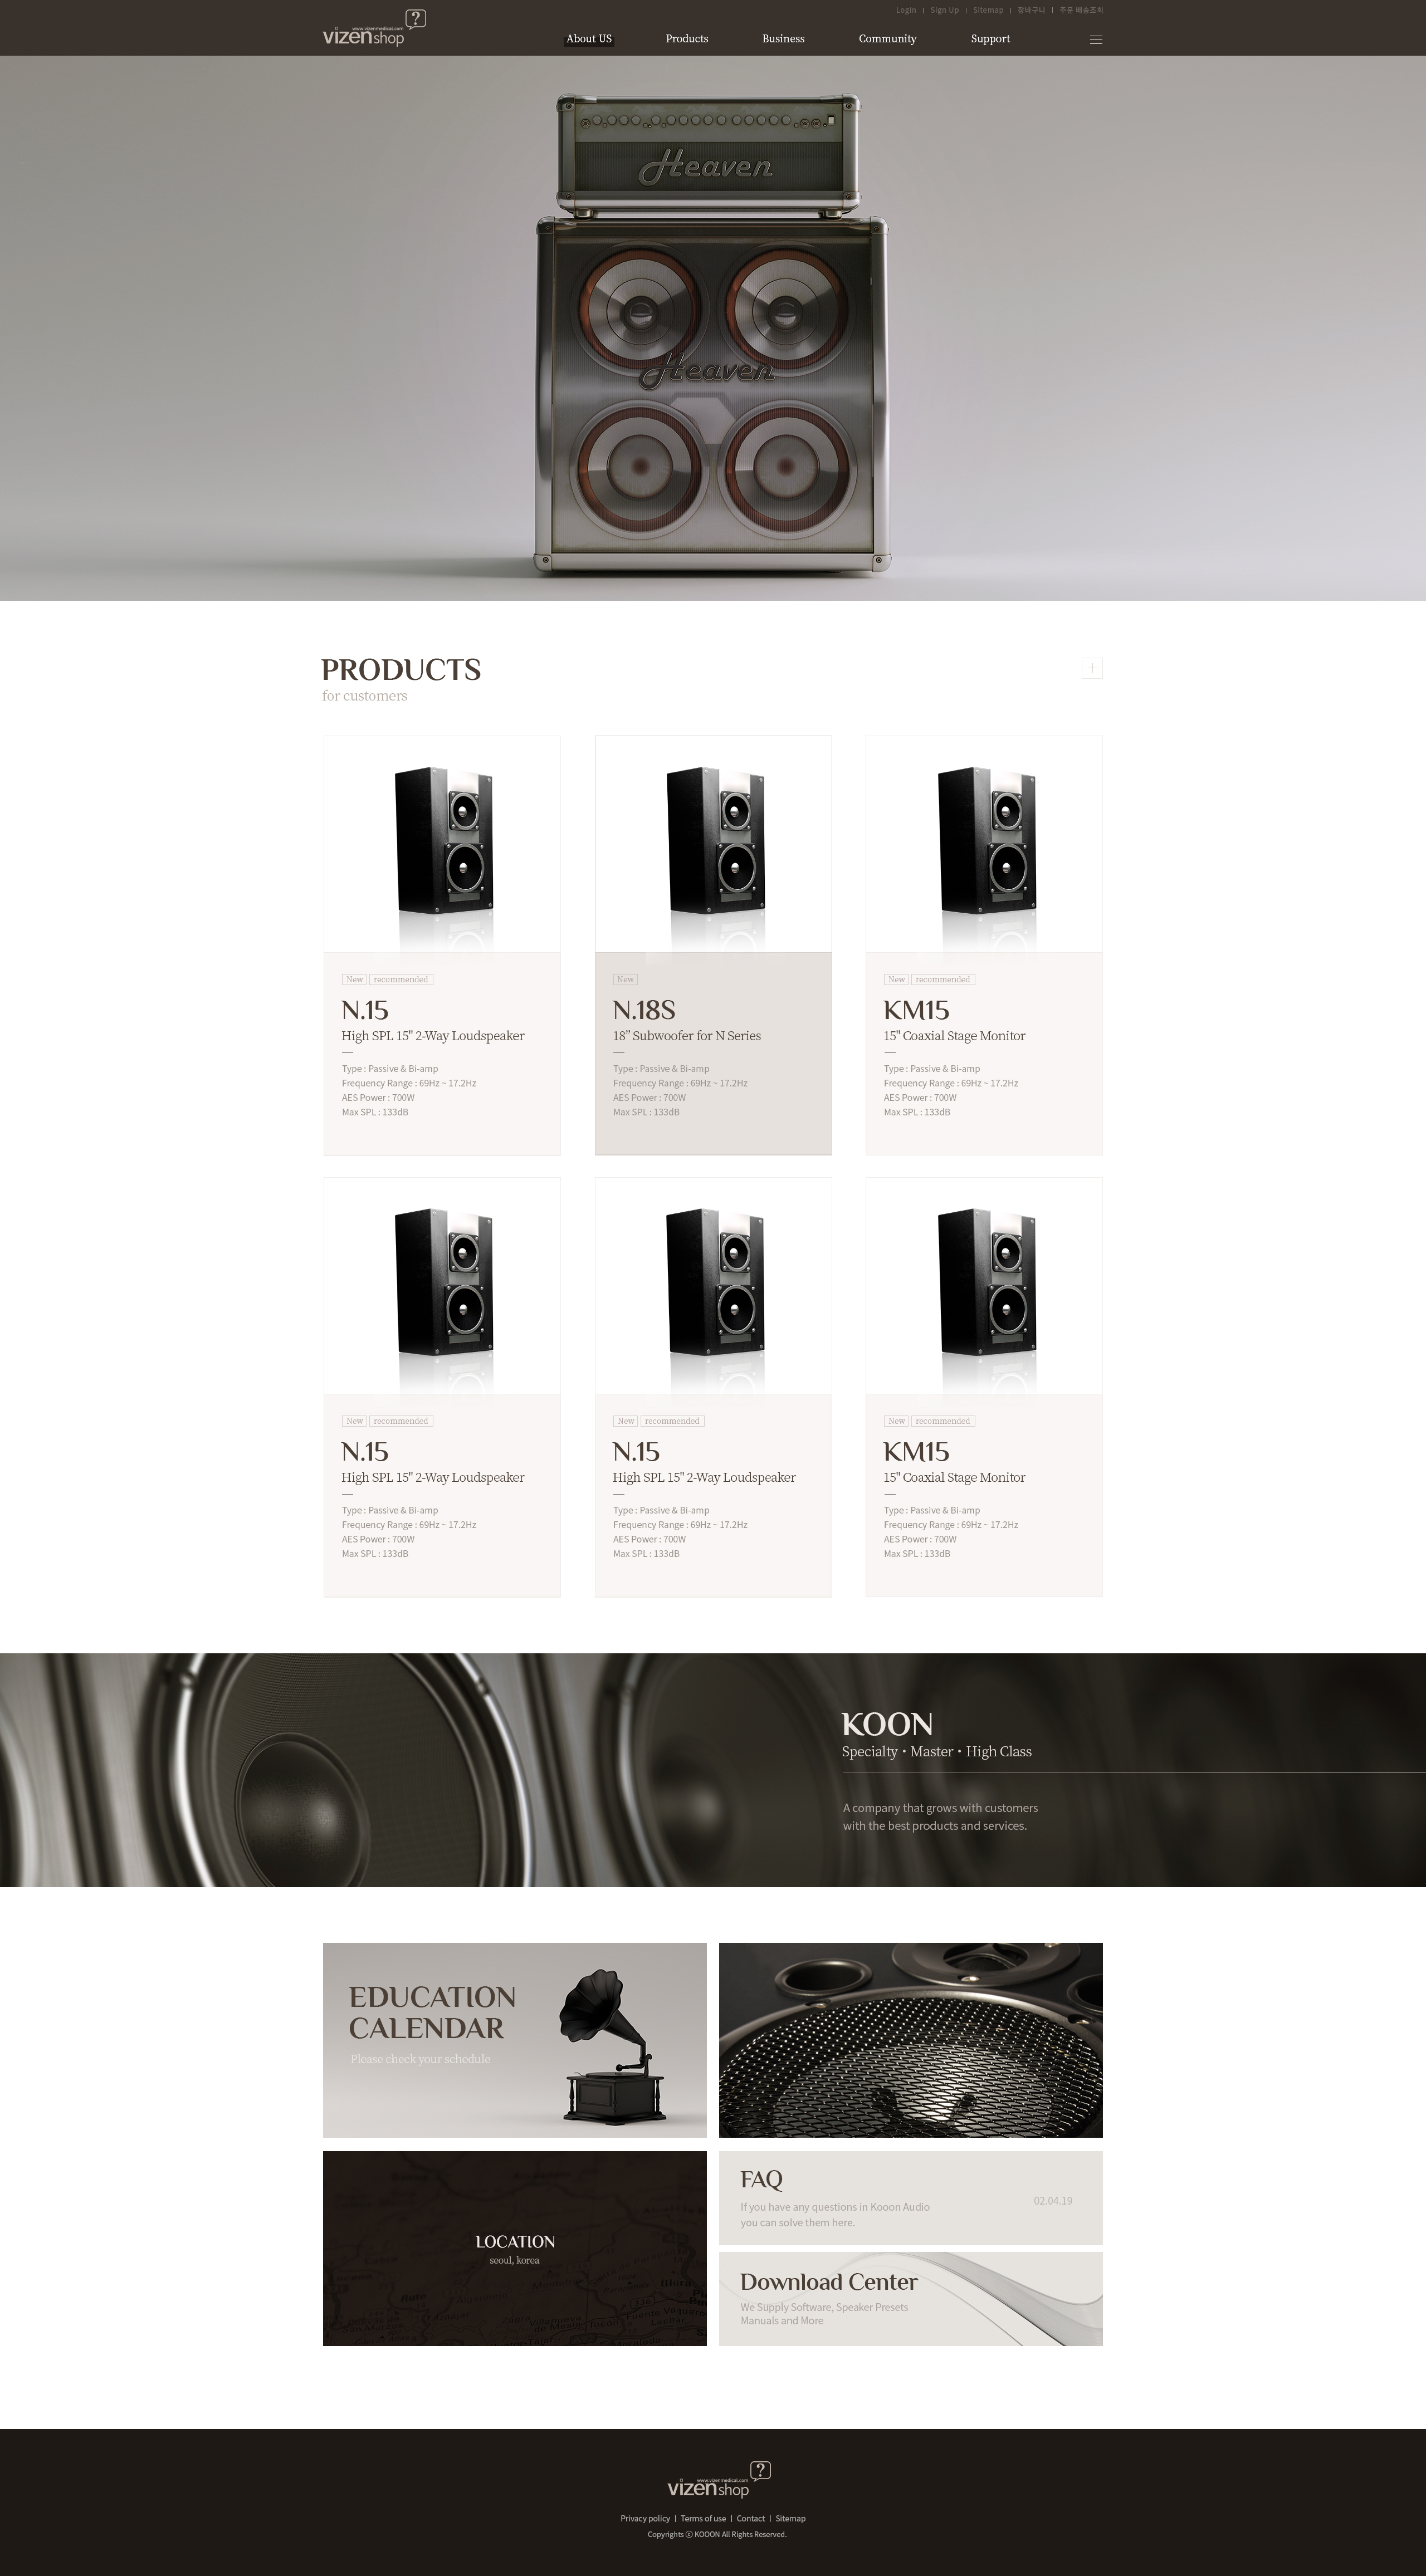 Login | Sign Up | Sitemap | 장바구니 | 주문 배송조회
?
www.vizenmedical.com
vizenshop
About US
Products
Business
Community
Support
Heaven
Heaven
PRODUCTS
for customers
New recommended
N.15
High SPL 15" 2-Way Loudspeaker
Type : Passive & Bi-amp
Frequency Range : 69Hz ~ 17.2Hz
AES Power : 700W
Max SPL : 133dB
New
N.18S
18” Subwoofer for N Series
Type : Passive & Bi-amp
Frequency Range : 69Hz ~ 17.2Hz
AES Power : 700W
Max SPL : 133dB
New recommended
KM15
15" Coaxial Stage Monitor
Type : Passive & Bi-amp
Frequency Range : 69Hz ~ 17.2Hz
AES Power : 700W
Max SPL : 133dB
New recommended
N.15
High SPL 15" 2-Way Loudspeaker
Type : Passive & Bi-amp
Frequency Range : 69Hz ~ 17.2Hz
AES Power : 700W
Max SPL : 133dB
New recommended
N.15
High SPL 15" 2-Way Loudspeaker
Type : Passive & Bi-amp
Frequency Range : 69Hz ~ 17.2Hz
AES Power : 700W
Max SPL : 133dB
New recommended
KM15
15" Coaxial Stage Monitor
Type : Passive & Bi-amp
Frequency Range : 69Hz ~ 17.2Hz
AES Power : 700W
Max SPL : 133dB
KOON
Specialty • Master • High Class
A company that grows with customers
with the best products and services.
EDUCATION
CALENDAR
Please check your schedule
LOCATION
seoul, korea
FAQ
If you have any questions in Kooon Audio
you can solve them here.
02.04.19
Download Center
We Supply Software, Speaker Presets
Manuals and More
?
www.vizenmedical.com
vizenshop
Privacy policy | Terms of use | Contact | Sitemap
Copyrights ⓒ KOOON All Rights Reserved.